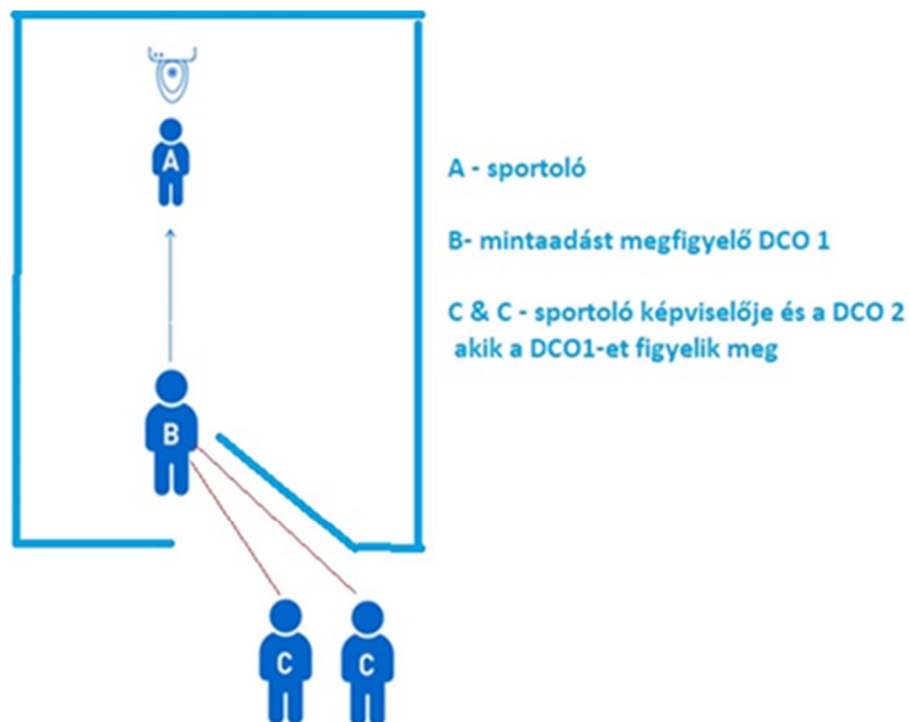 A
A - sportoló
B- mintaadást megfigyelő DCO 1
C & C - sportoló képviselője és a DCO 2
akik a DCO1-et figyelik meg
B
C
C